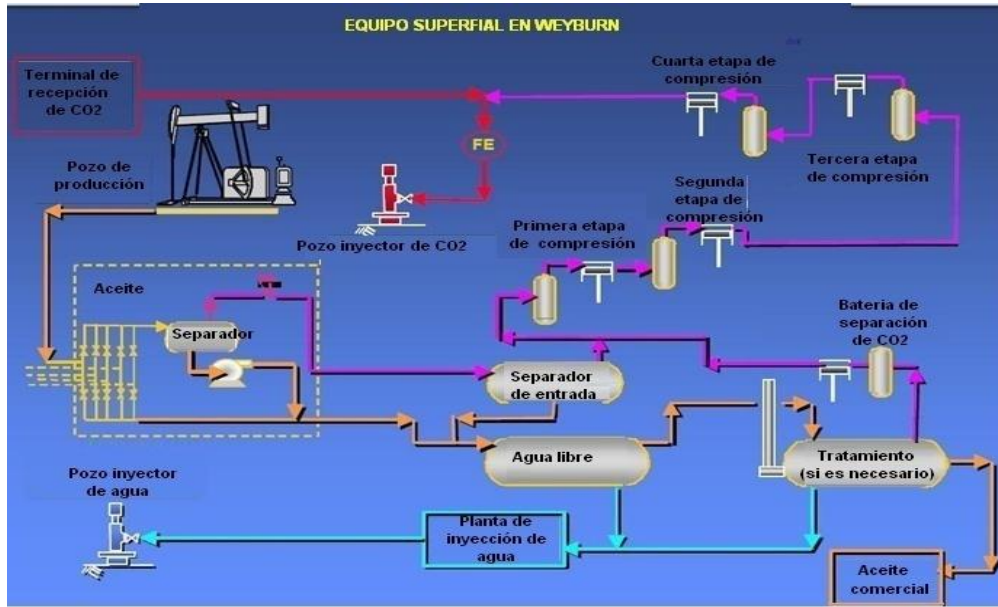 EQUIPO SUPERFIAL EN WEYBURN
Terminal de
recepción
de CO2
Cuarta etapa de
compresión
FE
Tercera etapa
de compresión
Pozo de
producción
Pozo inyector de CO2
Segunda
etapa de
compresión
Primera etapa
de compresión
Aceite
Separador
Bateria de
separación
de CO2
Separador
de entrada
Agua libre
Tratamiento
(si es necesario)
Pozo inyector
de agua
Planta de
inyección de
agua
Aceite
comercial